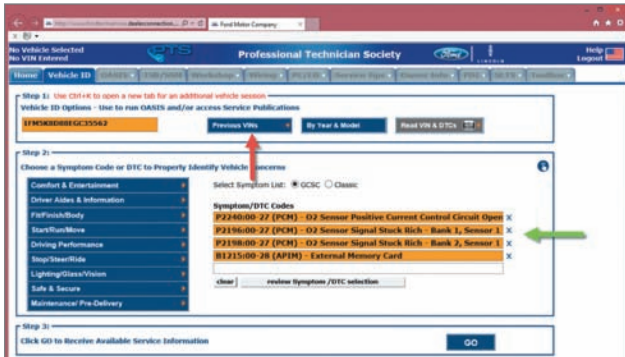 Ford Motor Company
No Vehicle Selected
No VIN Entered
PTS
Professional Technician Society
Ford
LINCOLN
Help
Logout
Home
Vehicle ID
OASIS
TSB/
Workshop
Wiring
PC/ED
Toolbox
Step 1: Use Ctrl+K to open a new tab for an additional vehicle session
Vehicle ID Options - Use to run OASIS and/or access Service Publications
Previous VINs
By Year & Model
Read VIN & DTCs
Step 2:
Choose a Symptom Code or DTC to Properly Identify Vehicle Concerns
Comfort & Entertainment
Driver Aides & Information
Fit/Finish/Body
Start/Run/Move
Driving Performance
Stop/Steer/Ride
Lighting/Glass/Vision
Safe & Secure
Maintenance/ Pre-Delivery
Select Symptom List: GCSC Classic
Symptom/DTC Codes
P2240:00-27 (PCM) - O2 Sensor Positive Current Control Circuit Open X
P2196:00-27 (PCM) - O2 Sensor Signal Stuck Rich - Bank 1, Sensor 1 X
P2198:00-27 (PCM) - O2 Sensor Signal Stuck Rich - Bank 2, Sensor 1 X
B1215:00-28 (APIM) - External Memory Card X
clear
review Symptom /DTC selection
Step 3:
Click GO to Receive Available Service Information
GO